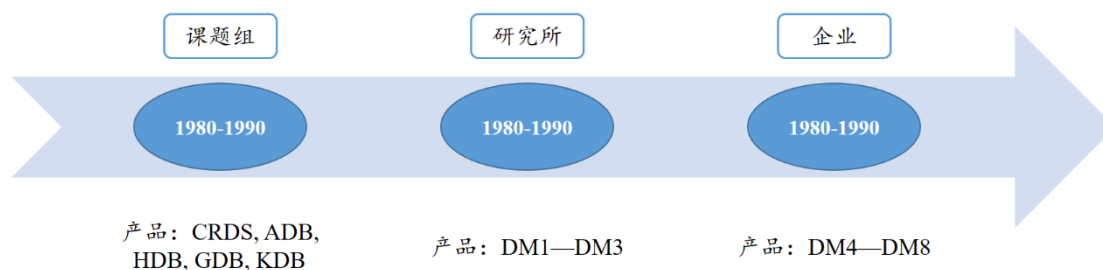 课题组
研究所
企业
1980-1990
1980-1990
1980-1990
产品：CRDS, ADB,
HDB, GDB, KDB
产品：DM1—DM3
产品：DM4—DM8